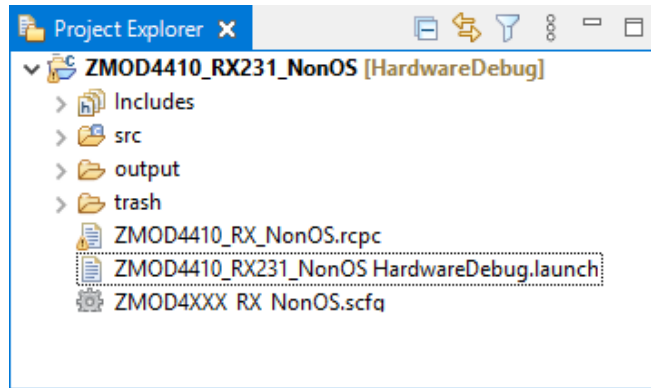 Project Explorer
ZMOD4410_RX231_NonOS [HardwareDebug]
Includes
src
output
trash
ZMOD4410_RX_NonOS.rcpc
ZMOD4410_RX231_NonOS HardwareDebug.launch
ZMOD4XXX_RX_NonOS.scfg